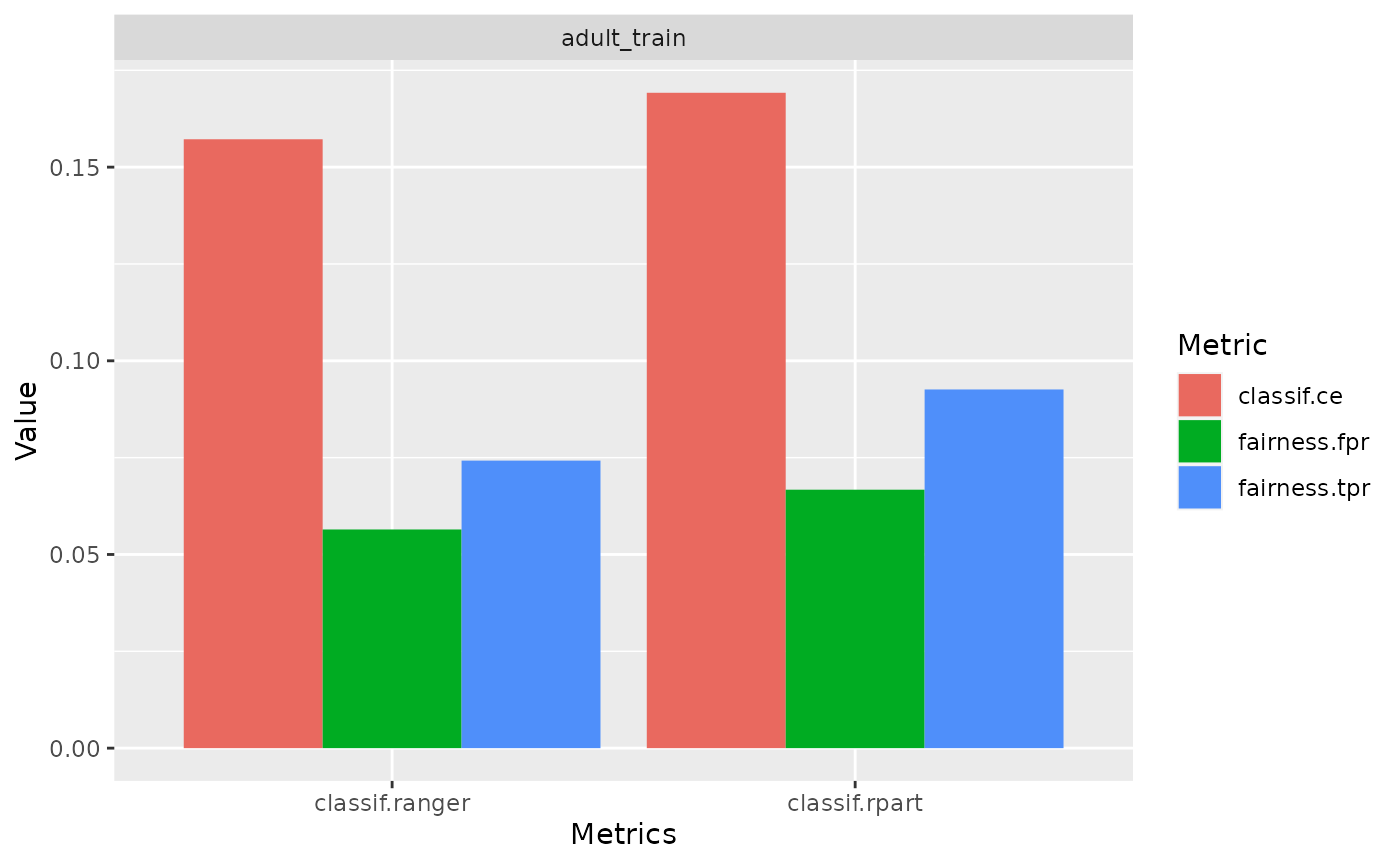 adult_train
0.15
0.10
0.05
0.00
Value
classif.ranger
classif.rpart
Metrics
Metric
classif.ce
fairness.fpr
fairness.tpr